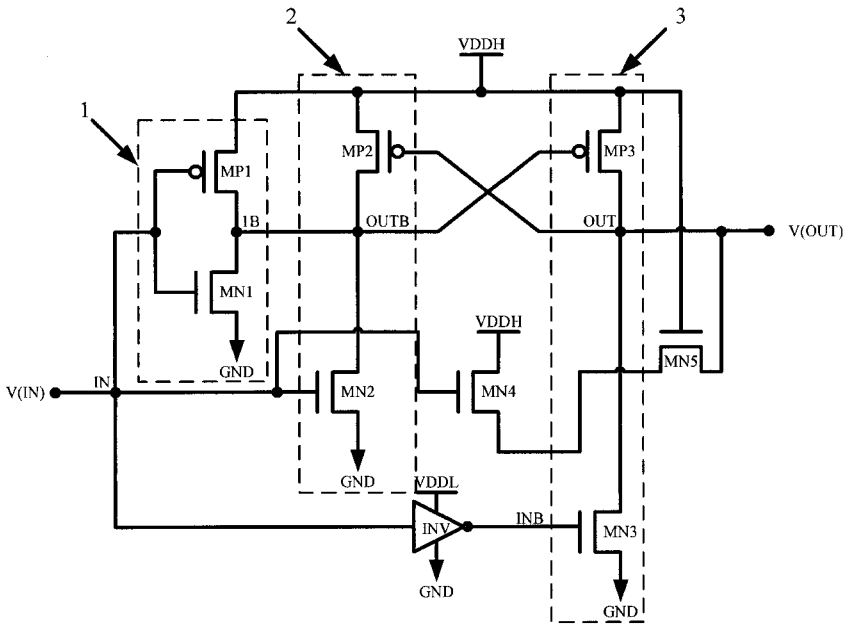 2
3
VDDH
1
MP1
MP2
MP3
1B
OUTB
OUT
V(OUT)
MN1
VDDH
GND
MN5
IN
V(IN)
MN2
MN4
GND
VDDL
INV
INB
MN3
GND
GND